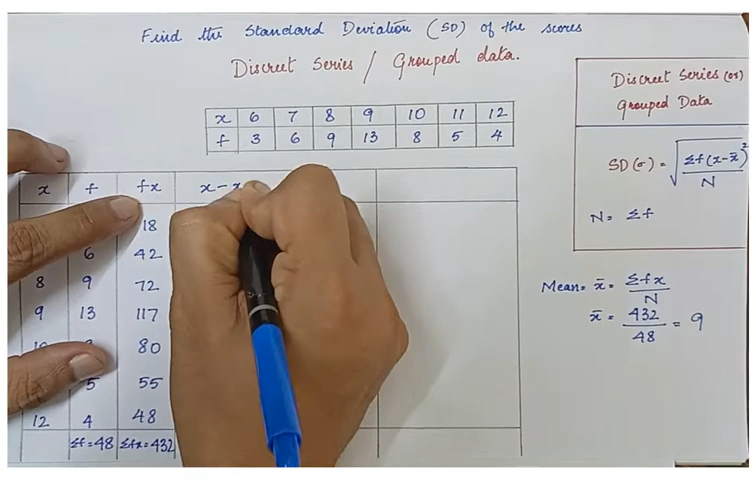 Find the Standard Deviation (SD) of the scores
Discreet Series / Grouped data.
x 6 7 8 9 10 11 12
f 3 6 9 13 8 5 4
Discreet Series (or)
Grouped Data
SD(σ) = √(Σf(x-x̄)²/N)
N = Σf
Mean = x̄ = Σfx/N
x̄ = 432/48 = 9
x f fx x-x
18
6 42
8 9 72
9 13 117
80
5 55
12 4 48
Σf=48 Σfx=432